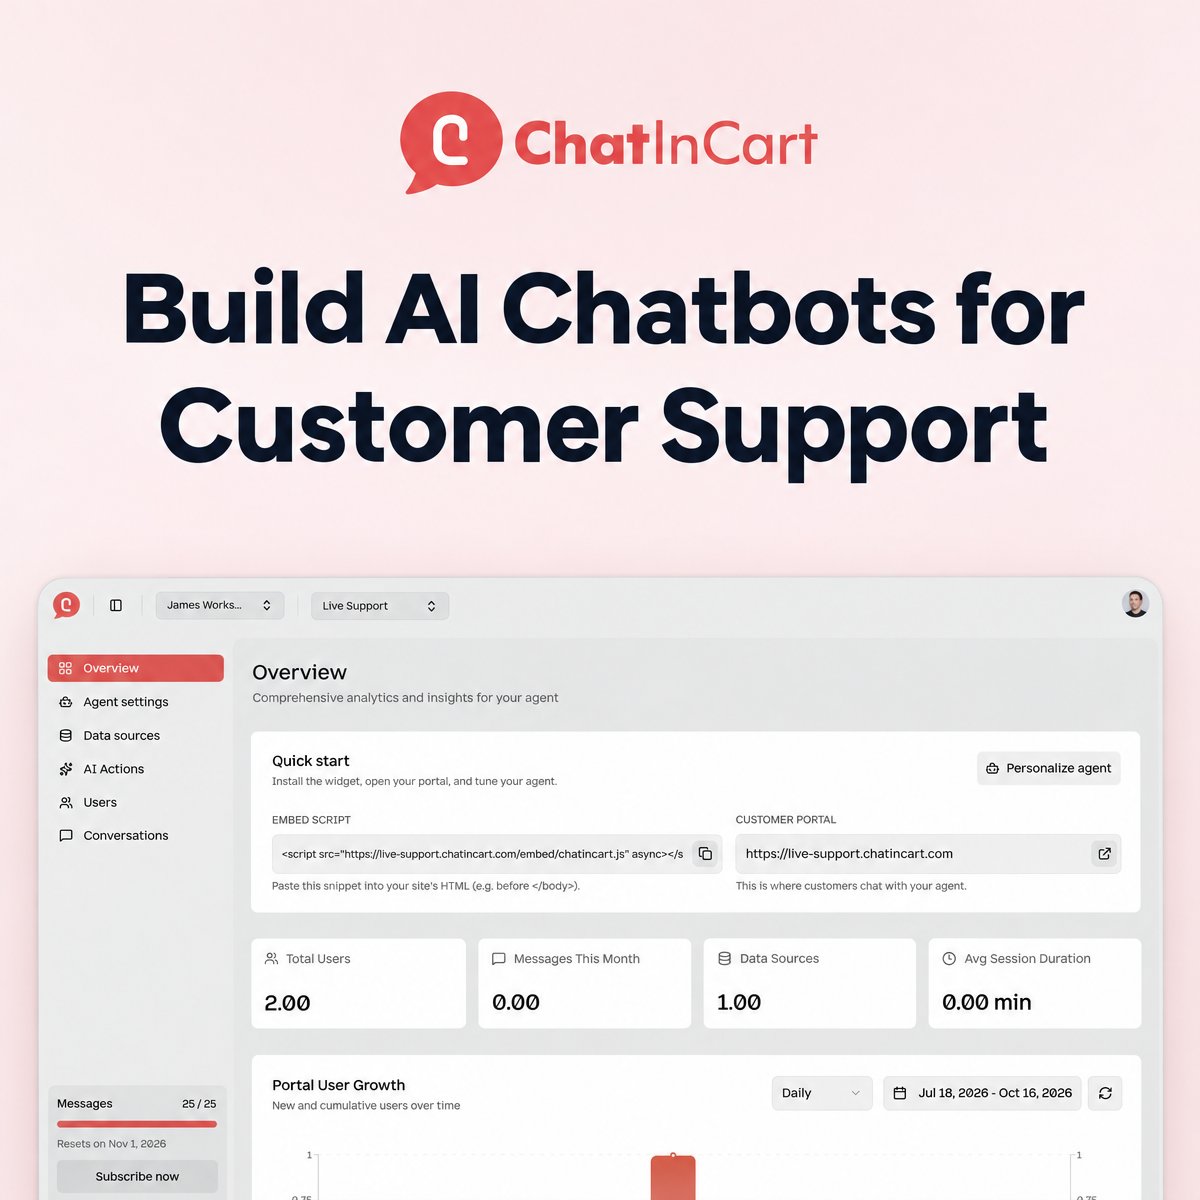 ChatInCart
Build AI Chatbots for
Customer Support
James Works...
Live Support
Overview
Agent settings
Data sources
AI Actions
Users
Conversations
Messages 25 / 25
Resets on Nov 1, 2026
Subscribe now
Overview
Comprehensive analytics and insights for your agent
Quick start
Install the widget, open your portal, and tune your agent.
Personalize agent
EMBED SCRIPT
<script src="https://live-support.chatincart.com/embed/chatincart.js" async></s
Paste this snippet into your site's HTML (e.g. before </body>).
CUSTOMER PORTAL
https://live-support.chatincart.com
This is where customers chat with your agent.
Total Users
2.00
Messages This Month
0.00
Data Sources
1.00
Avg Session Duration
0.00 min
Portal User Growth
New and cumulative users over time
Daily
Jul 18, 2026 - Oct 16, 2026
1
1
0.75
0.75